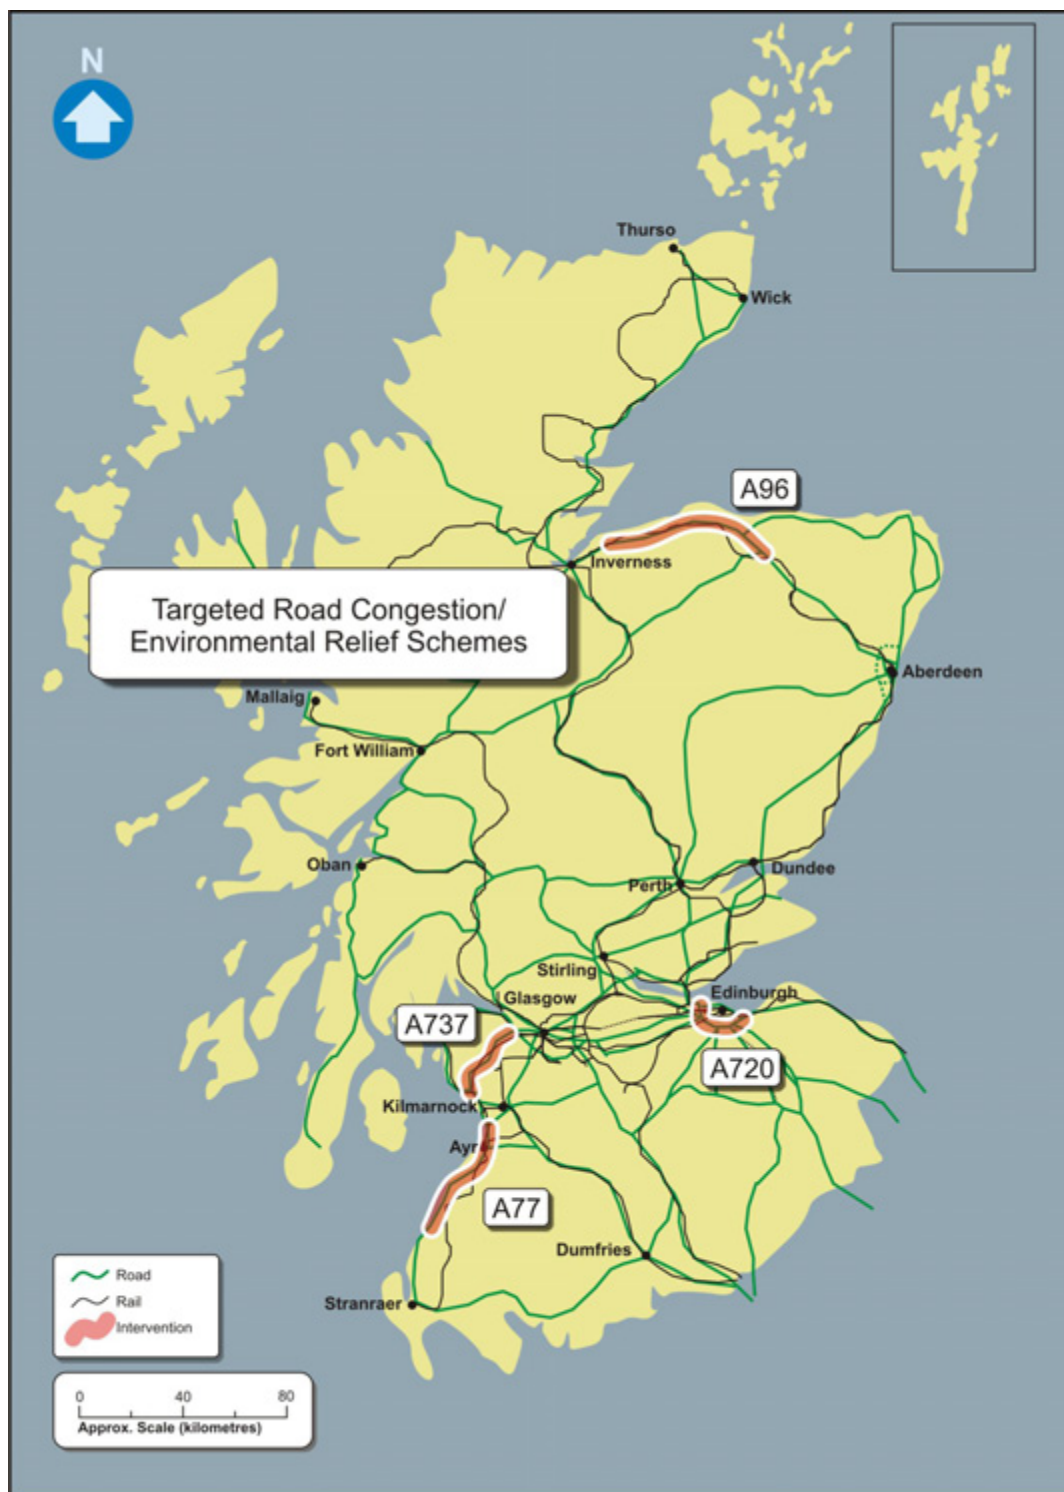 N
Thurso
Wick
A96
Inverness
Targeted Road Congestion/
Environmental Relief Schemes
Aberdeen
Mallaig
Fort William
Oban
Dundee
Perth
Stirling
Edinburgh
Glasgow
A737
A720
Kilmarnock
Ayr
A77
Dumfries
Stranraer
Road
Rail
Intervention
0 40 80
Approx. Scale (kilometres)